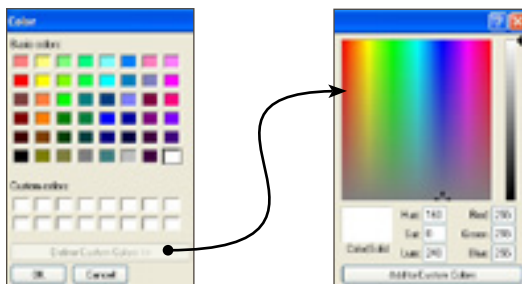 Color
Basic colors:
Custom colors:
Define Custom Colors >>
OK
Cancel
Hue: 160
Red: 255
Sat: 0
Green: 255
Color|Solid
Lum: 240
Blue: 255
Add to Custom Colors